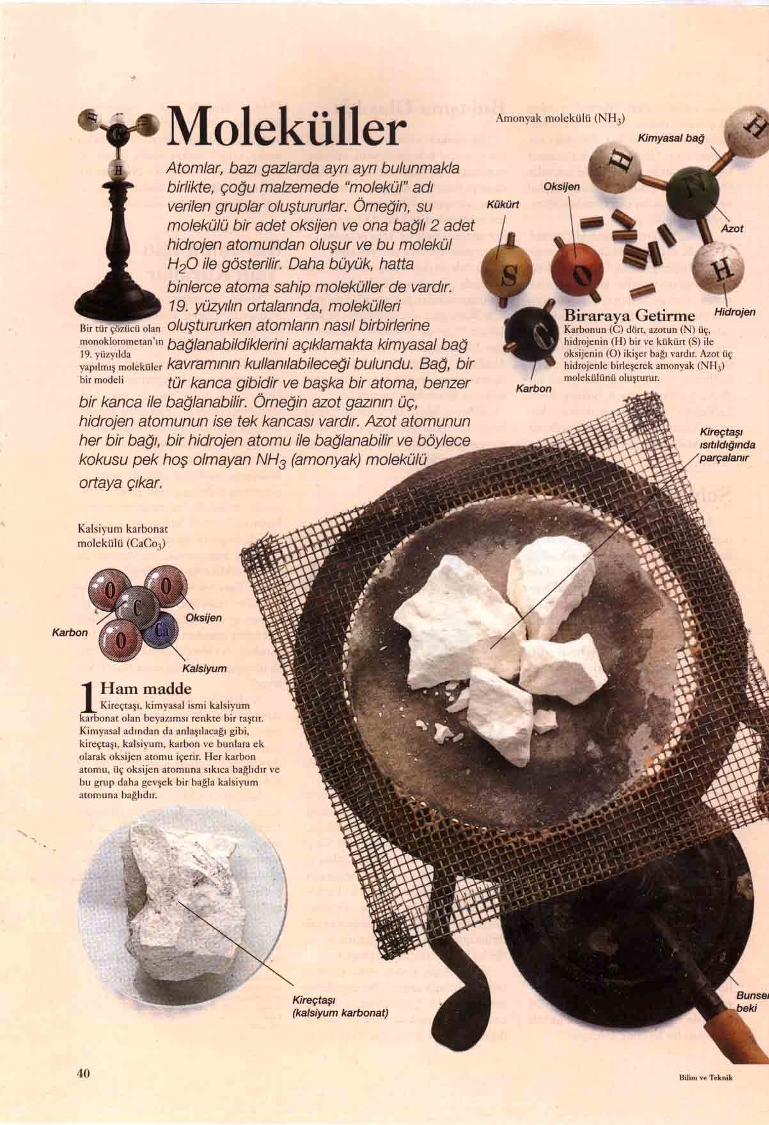 Moleküller
Atomlar, bazı gazlarda ayrı ayrı bulunmakla
birlikte, çoğu malzemede "molekül" adı
verilen gruplar oluştururlar. Örneğin, su
molekülü bir adet oksijen ve ona bağlı 2 adet
hidrojen atomundan oluşur ve bu molekül
H₂O ile gösterilir. Daha büyük, hatta
binlerce atoma sahip moleküller de vardır.
19. yüzyılın ortalarında, molekülleri
oluştururken atomların nasıl birbirlerine
bağlanabildiklerini açıklamakta kimyasal bağ
kavramının kullanılabileceği bulundu. Bağ, bir
tür kanca gibidir ve başka bir atoma, benzer
bir kanca ile bağlanabilir. Örneğin azot gazının üç,
hidrojen atomunun ise tek kancası vardır. Azot atomunun
her bir bağı, bir hidrojen atomu ile bağlanabilir ve böylece
kokusu pek hoş olmayan NH₃ (amonyak) molekülü
ortaya çıkar.
H
C
H
Bir tür çözücü olan
monoklorometan'ın
19. yüzyılda
yapılmış moleküler
bir modeli
Amonyak molekülü (NH₃)
Kimyasal bağ
H
H
N
H
Oksijen
Kükürt
Azot
S
O
C
Hidrojen
Karbon
Biraraya Getirme
Karbonun (C) dört, azotun (N) üç,
hidrojenin (H) bir ve kükürt (S) ile
oksijenin (O) ikişer bağı vardır. Azot üç
hidrojenle birleşerek amonyak (NH₃)
molekülünü oluşturur.
Kireçtaşı
ısıtıldığında
parçalanır
Kalsiyum karbonat
molekülü (CaCo₃)
O
O
C
O
Ca
Oksijen
Karbon
Kalsiyum
1 Ham madde
Kireçtaşı, kimyasal ismi kalsiyum
karbonat olan beyazımsı renkte bir taştır.
Kimyasal adından da anlaşılacağı gibi,
kireçtaşı, kalsiyum, karbon ve bunlara ek
olarak oksijen atomu içerir. Her karbon
atomu, üç oksijen atomuna sıkıca bağlıdır ve
bu grup daha gevşek bir bağla kalsiyum
atomuna bağlıdır.
Kireçtaşı
(kalsiyum karbonat)
Bunsen
beki
40
Bilim ve Teknik